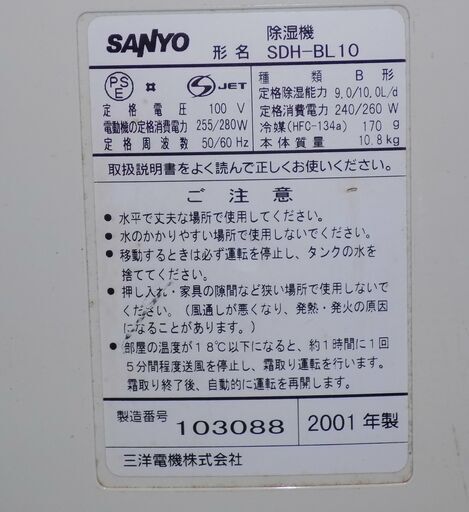 SANYO 除湿機
形名 SDH-BL10
PS
E JET
定格電圧 100 V
電動機の定格消費電力 255/280W
定格周波数 50/60 Hz
種類 B 形
定格除湿能力 9.0/10.0L/d
定格消費電力 240/260 W
冷媒(HFC-134a) 170 g
本体質量 10.8kg
取扱説明書をよく読んで正しくお使いください。
ご注意
● 水平で丈夫な場所で使用してください。
● 水のかかりやすい場所で使用しないでください。
● 移動するときは必ず運転を停止し、タンクの水を
捨ててください。
● 押し入れ・家具の隙間など狭い場所で使用しない
でください。(風通しが悪くなり、発熱・発火の原因
になることがあります。)
● 部屋の温度が18℃以下になると、約1時間に1回
5分間程度送風を停止し、霜取り運転を行います。
霜取り終了後、自動的に運転を再開します。
製造番号 103088 2001年製
三洋電機株式会社